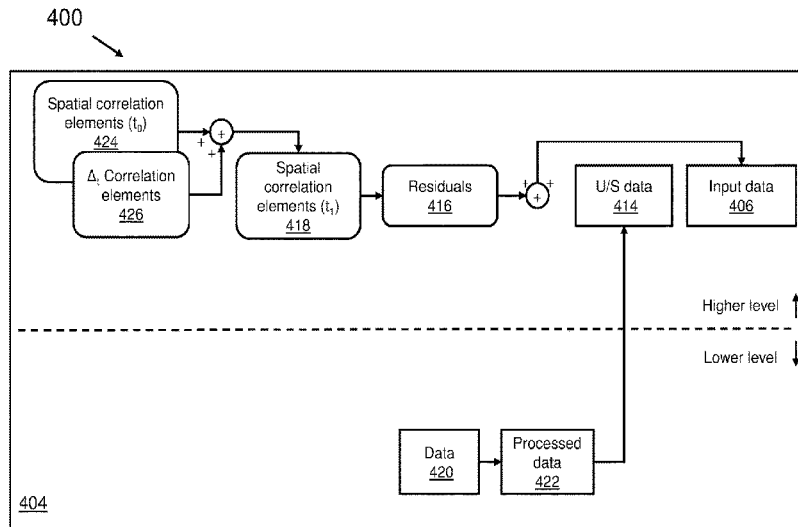 400
Spatial correlation
elements (t0)
424
Δt Correlation
elements
426
+
+
+
Spatial
correlation
elements (t1)
418
Residuals
416
+
+
+
U/S data
414
Input data
406
Higher level
Lower level
Data
420
Processed
data
422
404